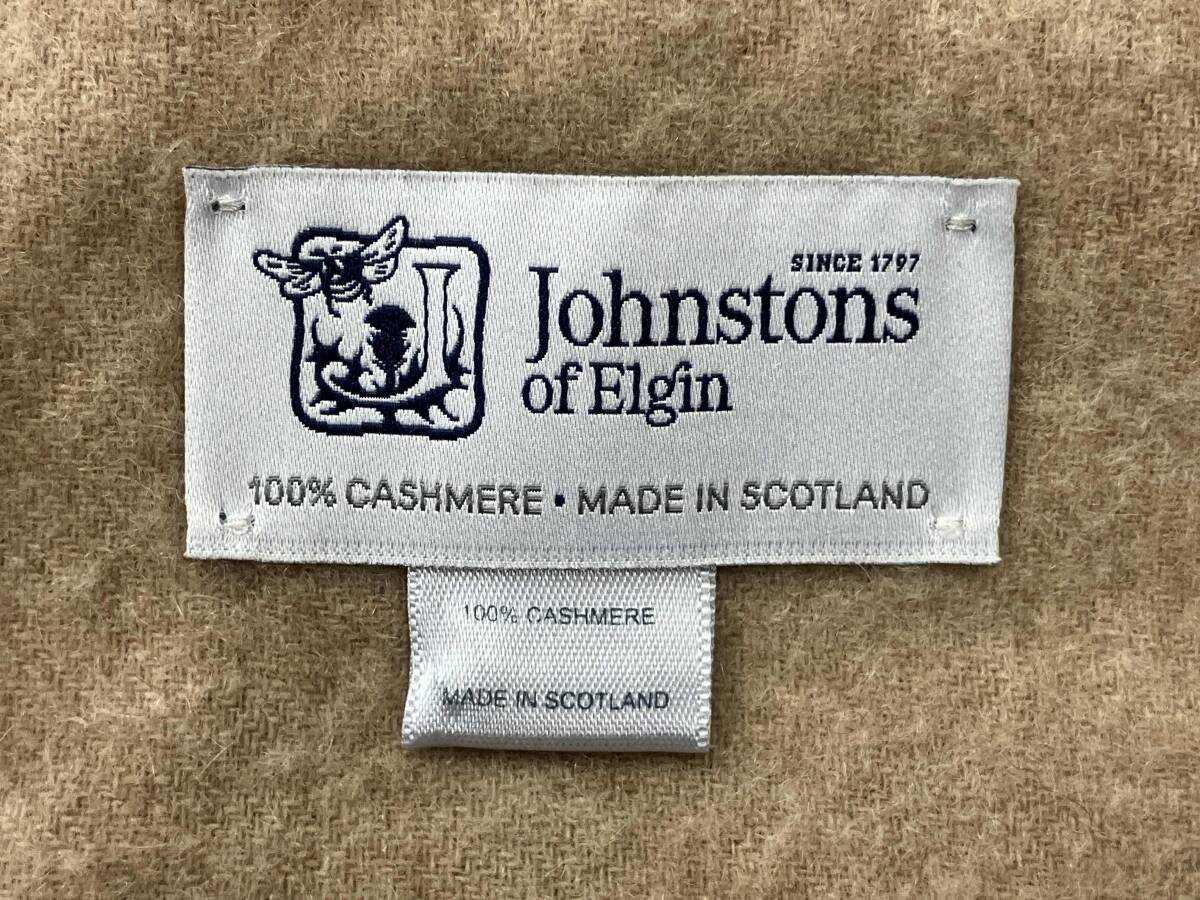 SINCE 1797
Johnstons
of Elgin
100% CASHMERE • MADE IN SCOTLAND
100% CASHMERE
MADE IN SCOTLAND